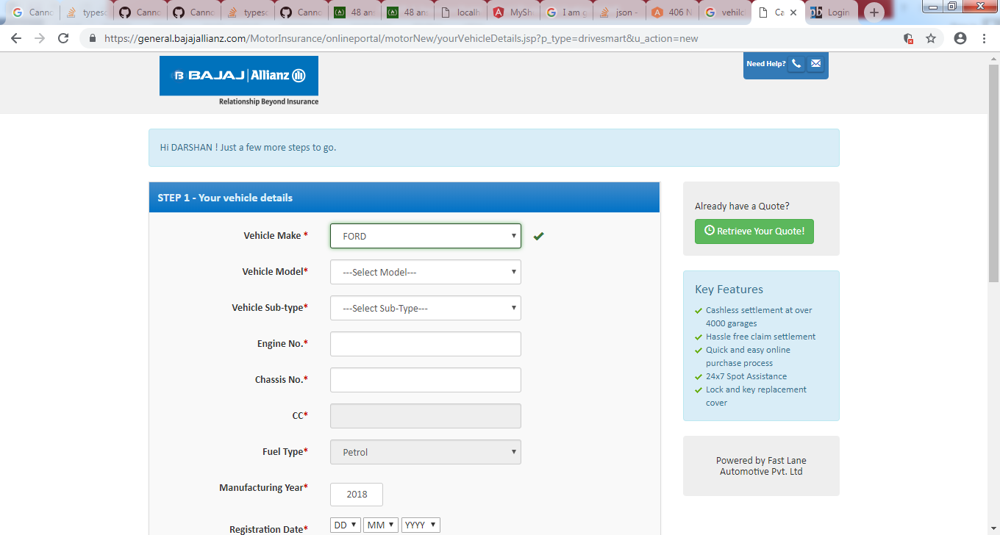 Canno
typesc
Canno
Canno
typesc
Canno
48 ans
48 ans
localh
MySha
I am g
json -
406 N
vehilc
Ca
Login
https://general.bajajallianz.com/MotorInsurance/onlineportal/motorNew/yourVehicleDetails.jsp?p_type=drivesmart&u_action=new
BAJAJ | Allianz
Relationship Beyond Insurance
Need Help?
Hi DARSHAN ! Just a few more steps to go.
STEP 1 - Your vehicle details
Vehicle Make * FORD
Vehicle Model* ---Select Model---
Vehicle Sub-type* ---Select Sub-Type---
Engine No.*
Chassis No.*
CC*
Fuel Type* Petrol
Manufacturing Year* 2018
Registration Date* DD MM YYYY
Already have a Quote?
Retrieve Your Quote!
Key Features
Cashless settlement at over
4000 garages
Hassle free claim settlement
Quick and easy online
purchase process
24x7 Spot Assistance
Lock and key replacement
cover
Powered by Fast Lane
Automotive Pvt. Ltd